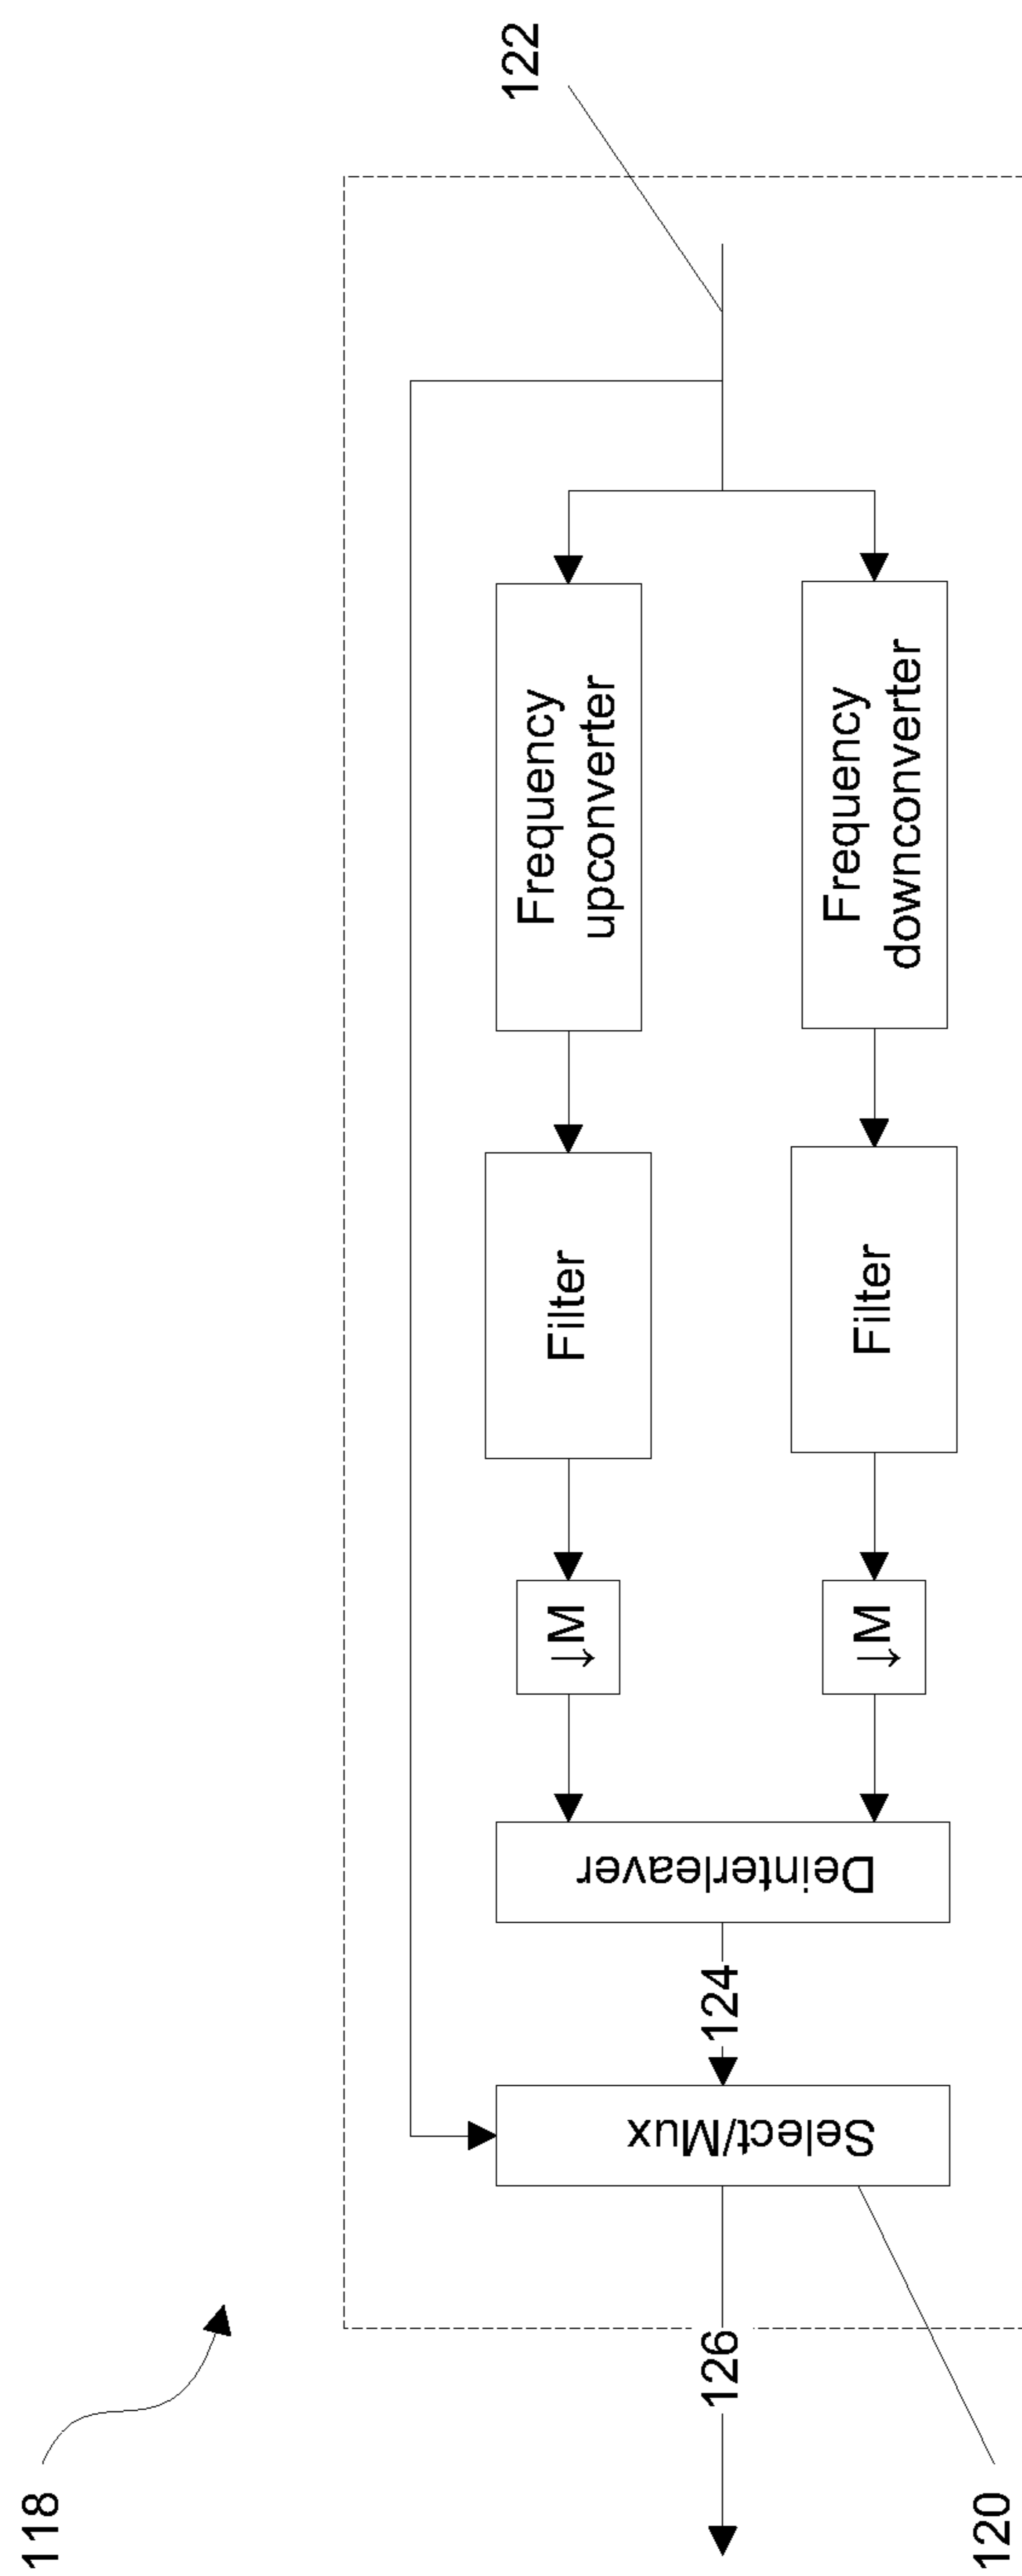 122
Frequency
upconverter
Frequency
downconverter
Filter
Filter
↓M
↓M
Deinterleaver
124
Select/Mux
126
118
120